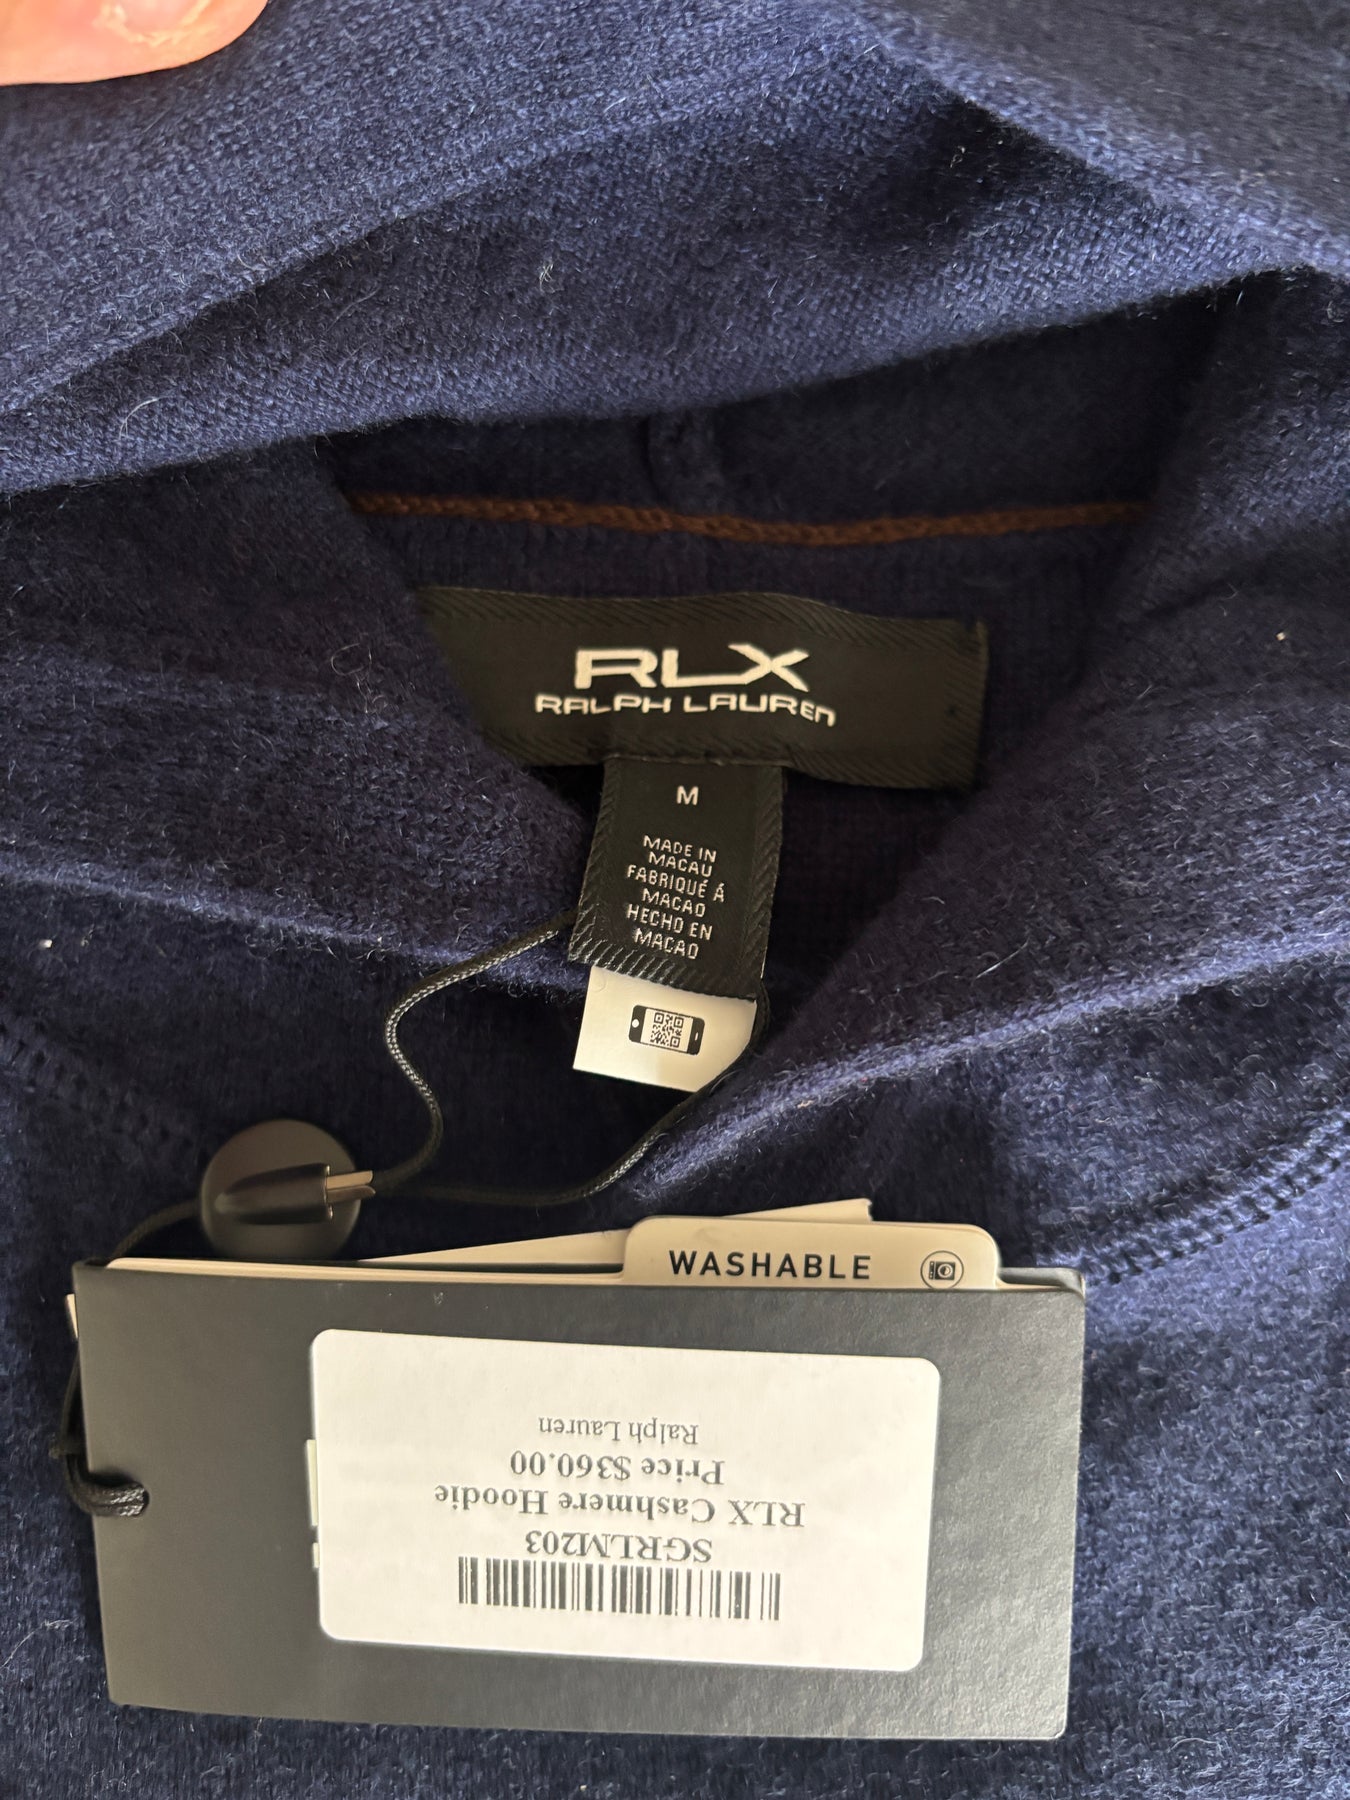 RLX
RALPH LAUREN
M
MADE IN
MACAU
FABRIQUÉ Á
MACAO
HECHO EN
MACAO
WASHABLE
SGRLM203
RLX Cashmere Hoodie
Price $360.00
Ralph Lauren